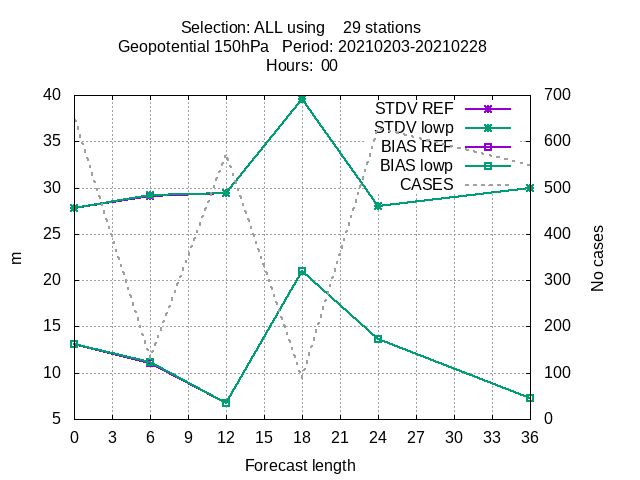 Selection: ALL using    29 stations
Geopotential 150hPa   Period: 20210203-20210228
Hours:  00
40
35
30
25
20
15
10
5
m
STDV REF
STDV lowp
BIAS REF
BIAS lowp
CASES
700
600
500
400
300
200
100
0
No cases
0 3 6 9 12 15 18 21 24 27 30 33 36
Forecast length